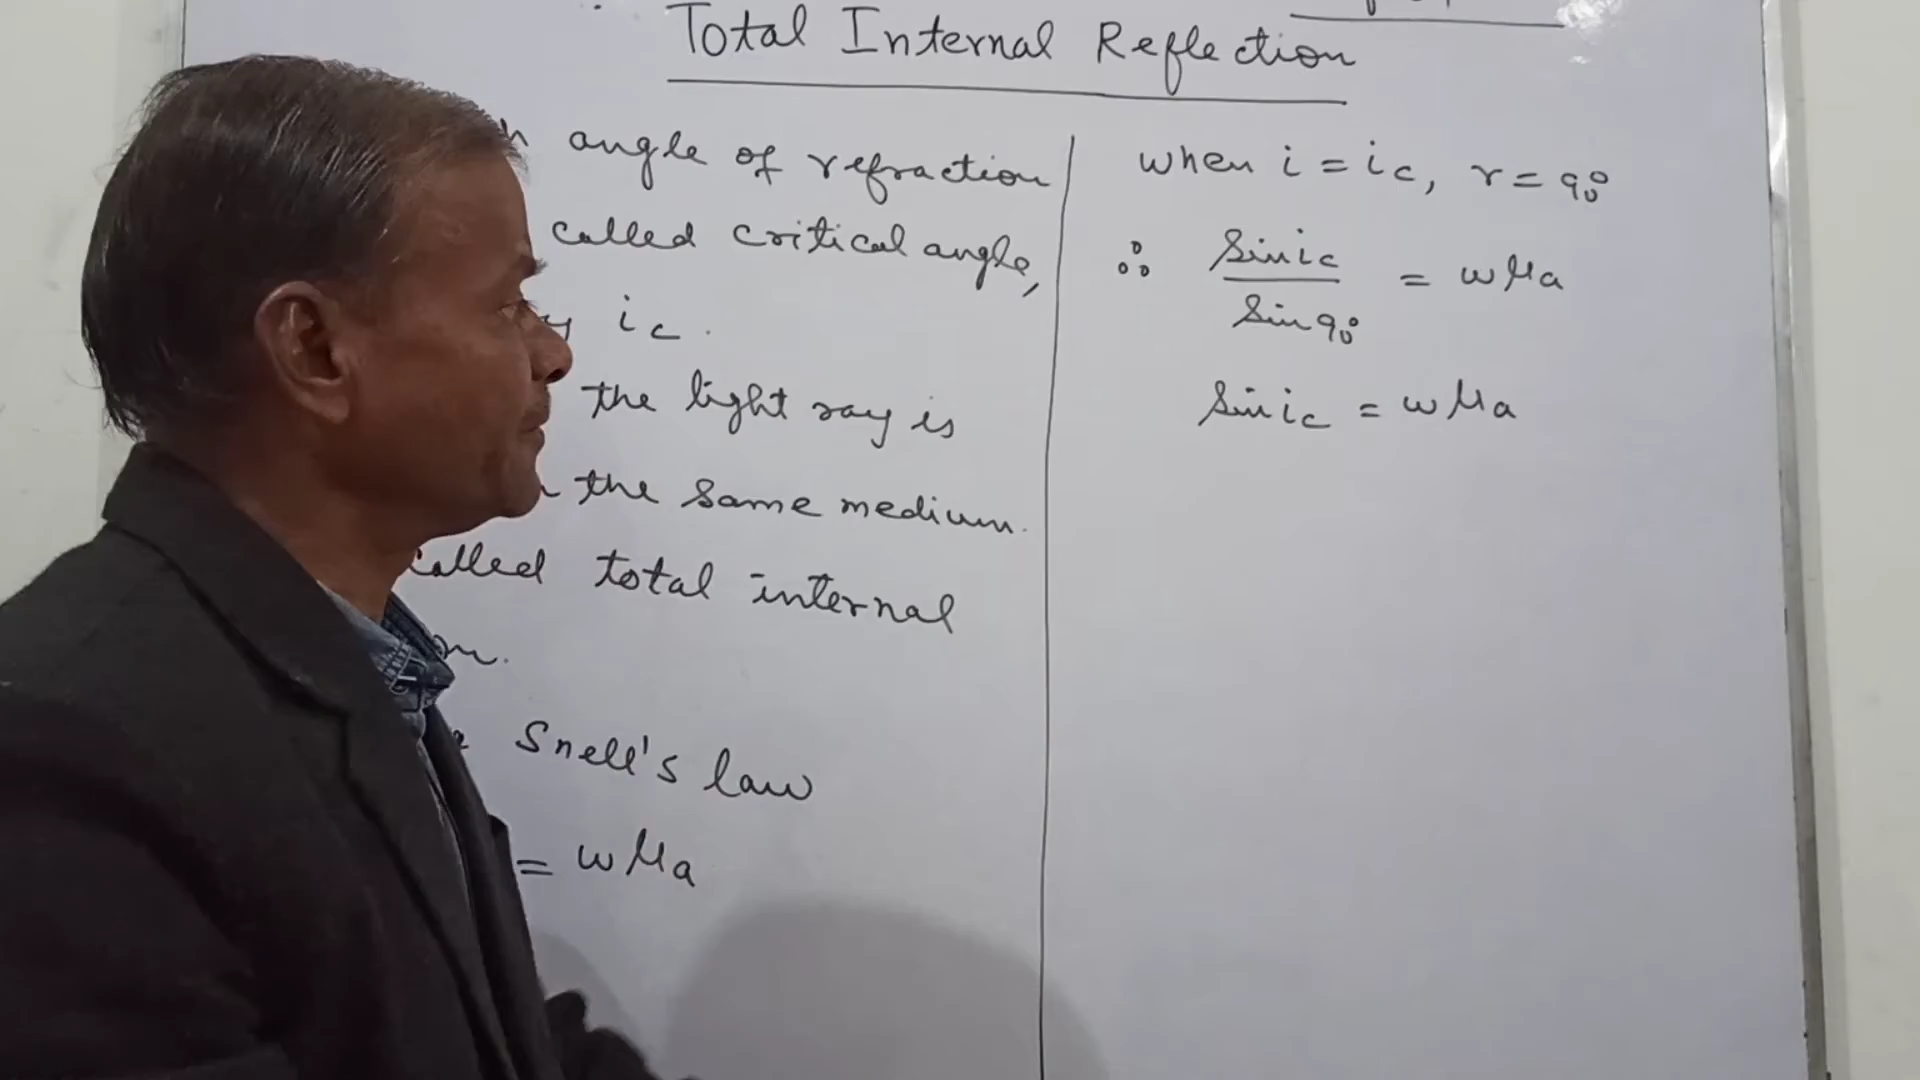 Total Internal Reflection
angle of refraction
called critical angle,
ic.
the light ray is
the same medium.
called total internal
Snell's law
= wμa
when i = ic, r = 90°
∴ sin ic / sin 90° = wμa
sin ic = wμa